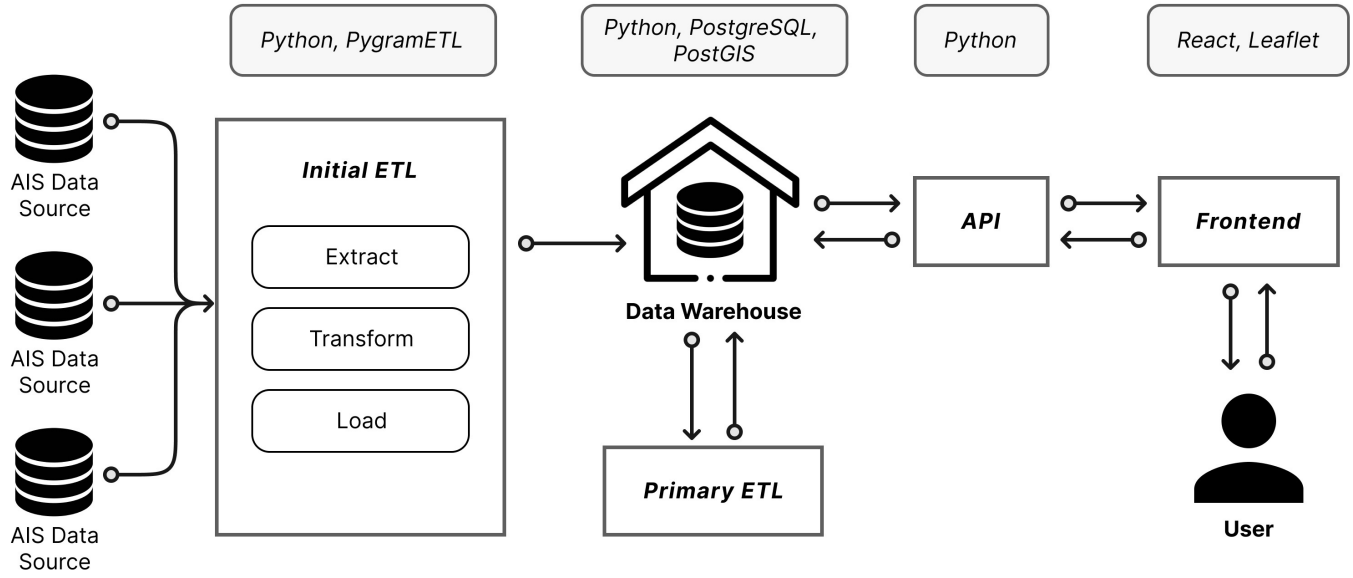 Python, PygramETL
Python, PostgreSQL,
PostGIS
Python
React, Leaflet
AIS Data
Source
AIS Data
Source
AIS Data
Source
Initial ETL
Extract
Transform
Load
Data Warehouse
Primary ETL
API
Frontend
User